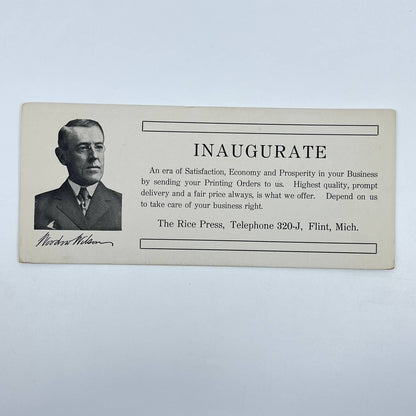 INAUGURATE
An era of Satisfaction, Economy and Prosperity in your Business
by sending your Printing Orders to us. Highest quality, prompt
delivery and a fair price always, is what we offer. Depend on us
to take care of your business right.
The Rice Press, Telephone 320-J, Flint, Mich.
Woodrow Wilson